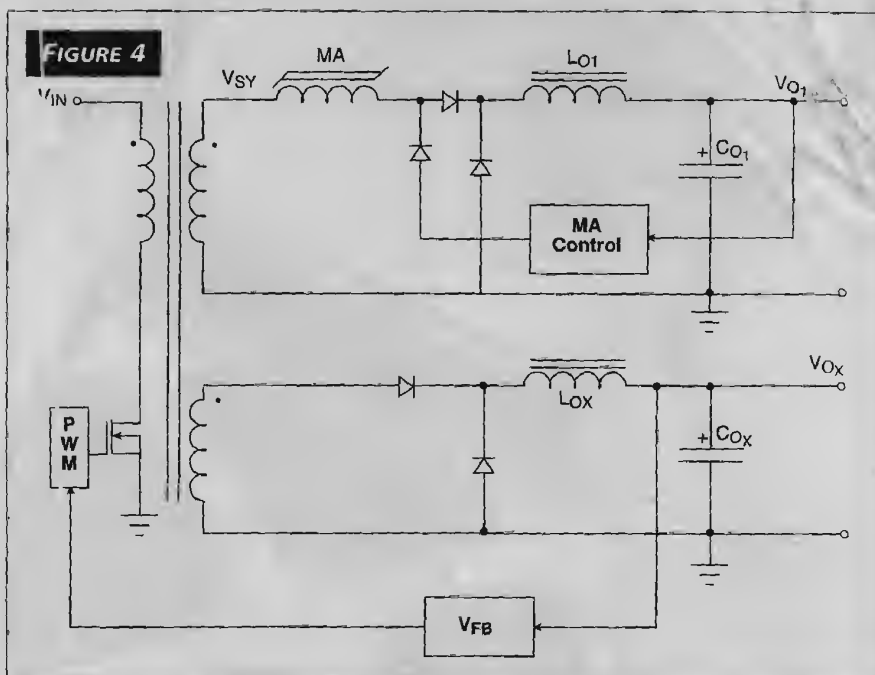 FIGURE 4
MA
LO1
VSY
VO1
VIN
+ CO1
MA
Control
VOX
LOX
P
W
M
+ COX
VFB